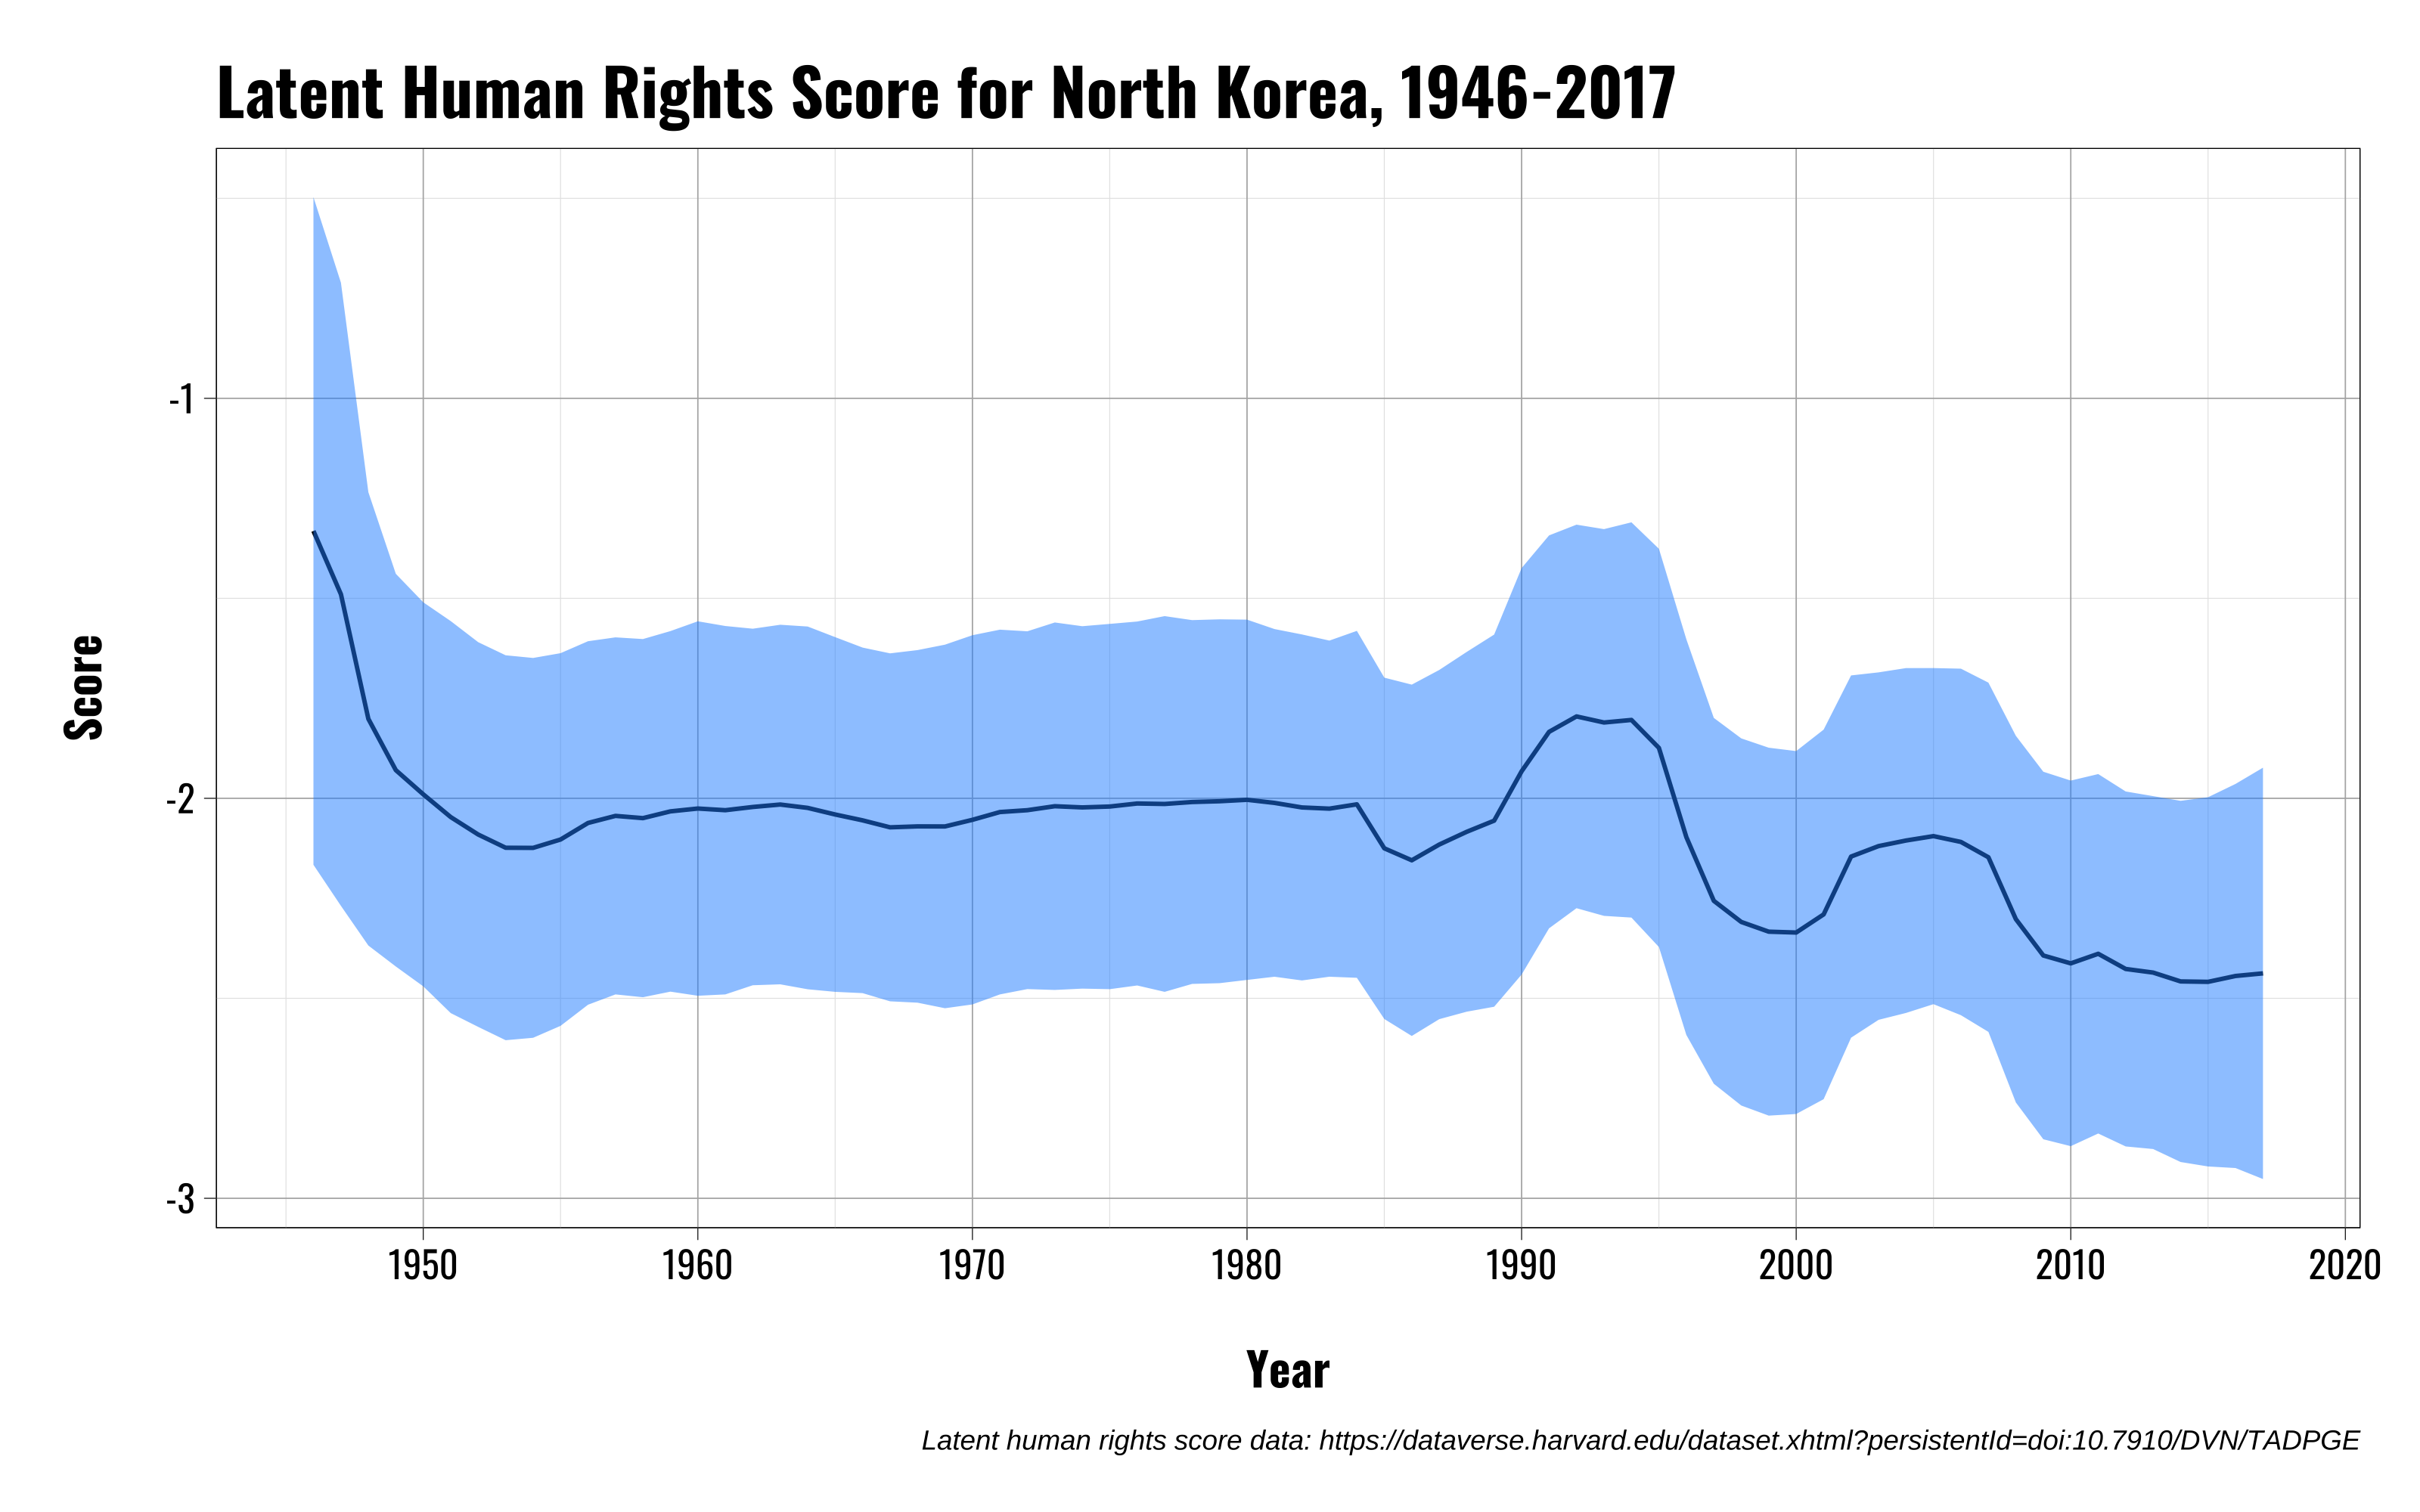 Latent Human Rights Score for North Korea, 1946-2017
Score
-1
-2
-3
1950 1960 1970 1980 1990 2000 2010 2020
Year
Latent human rights score data: https://dataverse.harvard.edu/dataset.xhtml?persistentId=doi:10.7910/DVN/TADPGE